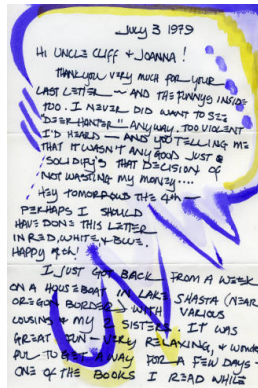 JULY 3 1979
HI UNCLE CLIFF & JOANNA!
THANKYOU VERY MUCH FOR YOUR
LAST LETTER — AND THE FUNNYS INSIDE
TOO. I NEVER DID WANT TO SEE
"DEERHANTER" ANYWAY. TOO VIOLENT
I'D HEARD — AND YOU TELLING ME
THAT IT WASN'T ANY GOOD JUST
SOLIDIFY'S THAT DECISION OF
NOT WASTING MY MONEY....
HEY TOMORROW THE 4TH —
PERHAPS I SHOULD
HAVE DONE THIS LETTER
IN RED, WHITE & BLUE.
HAPPY 4TH!
I JUST GOT BACK FROM A WEEK
ON A HOUSEBOAT IN LAKE SHASTA (NEAR
OREGON BORDER) WITH VARIOUS
COUSINS & MY 2 SISTERS. IT WAS
GREAT FUN — VERY RELAXING, & WONDER
FUL TO GET AWAY FOR A FEW DAYS —
ONE OF THE BOOKS I READ WHILE